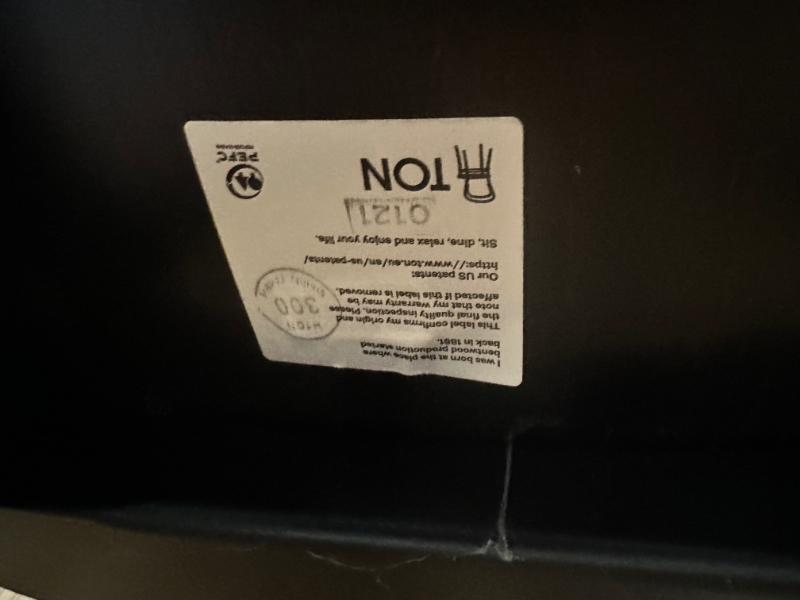 TON
PEFC
0121
Sit, dine, relax and enjoy your life.
Our US patents:
https://www.ton.eu/en/us-patents/
This label confirms my origin and
the final quality inspection. Please
note that my warranty may be
affected if this label is removed.
300
I was born at the place where
bentwood production started
back in 1861.